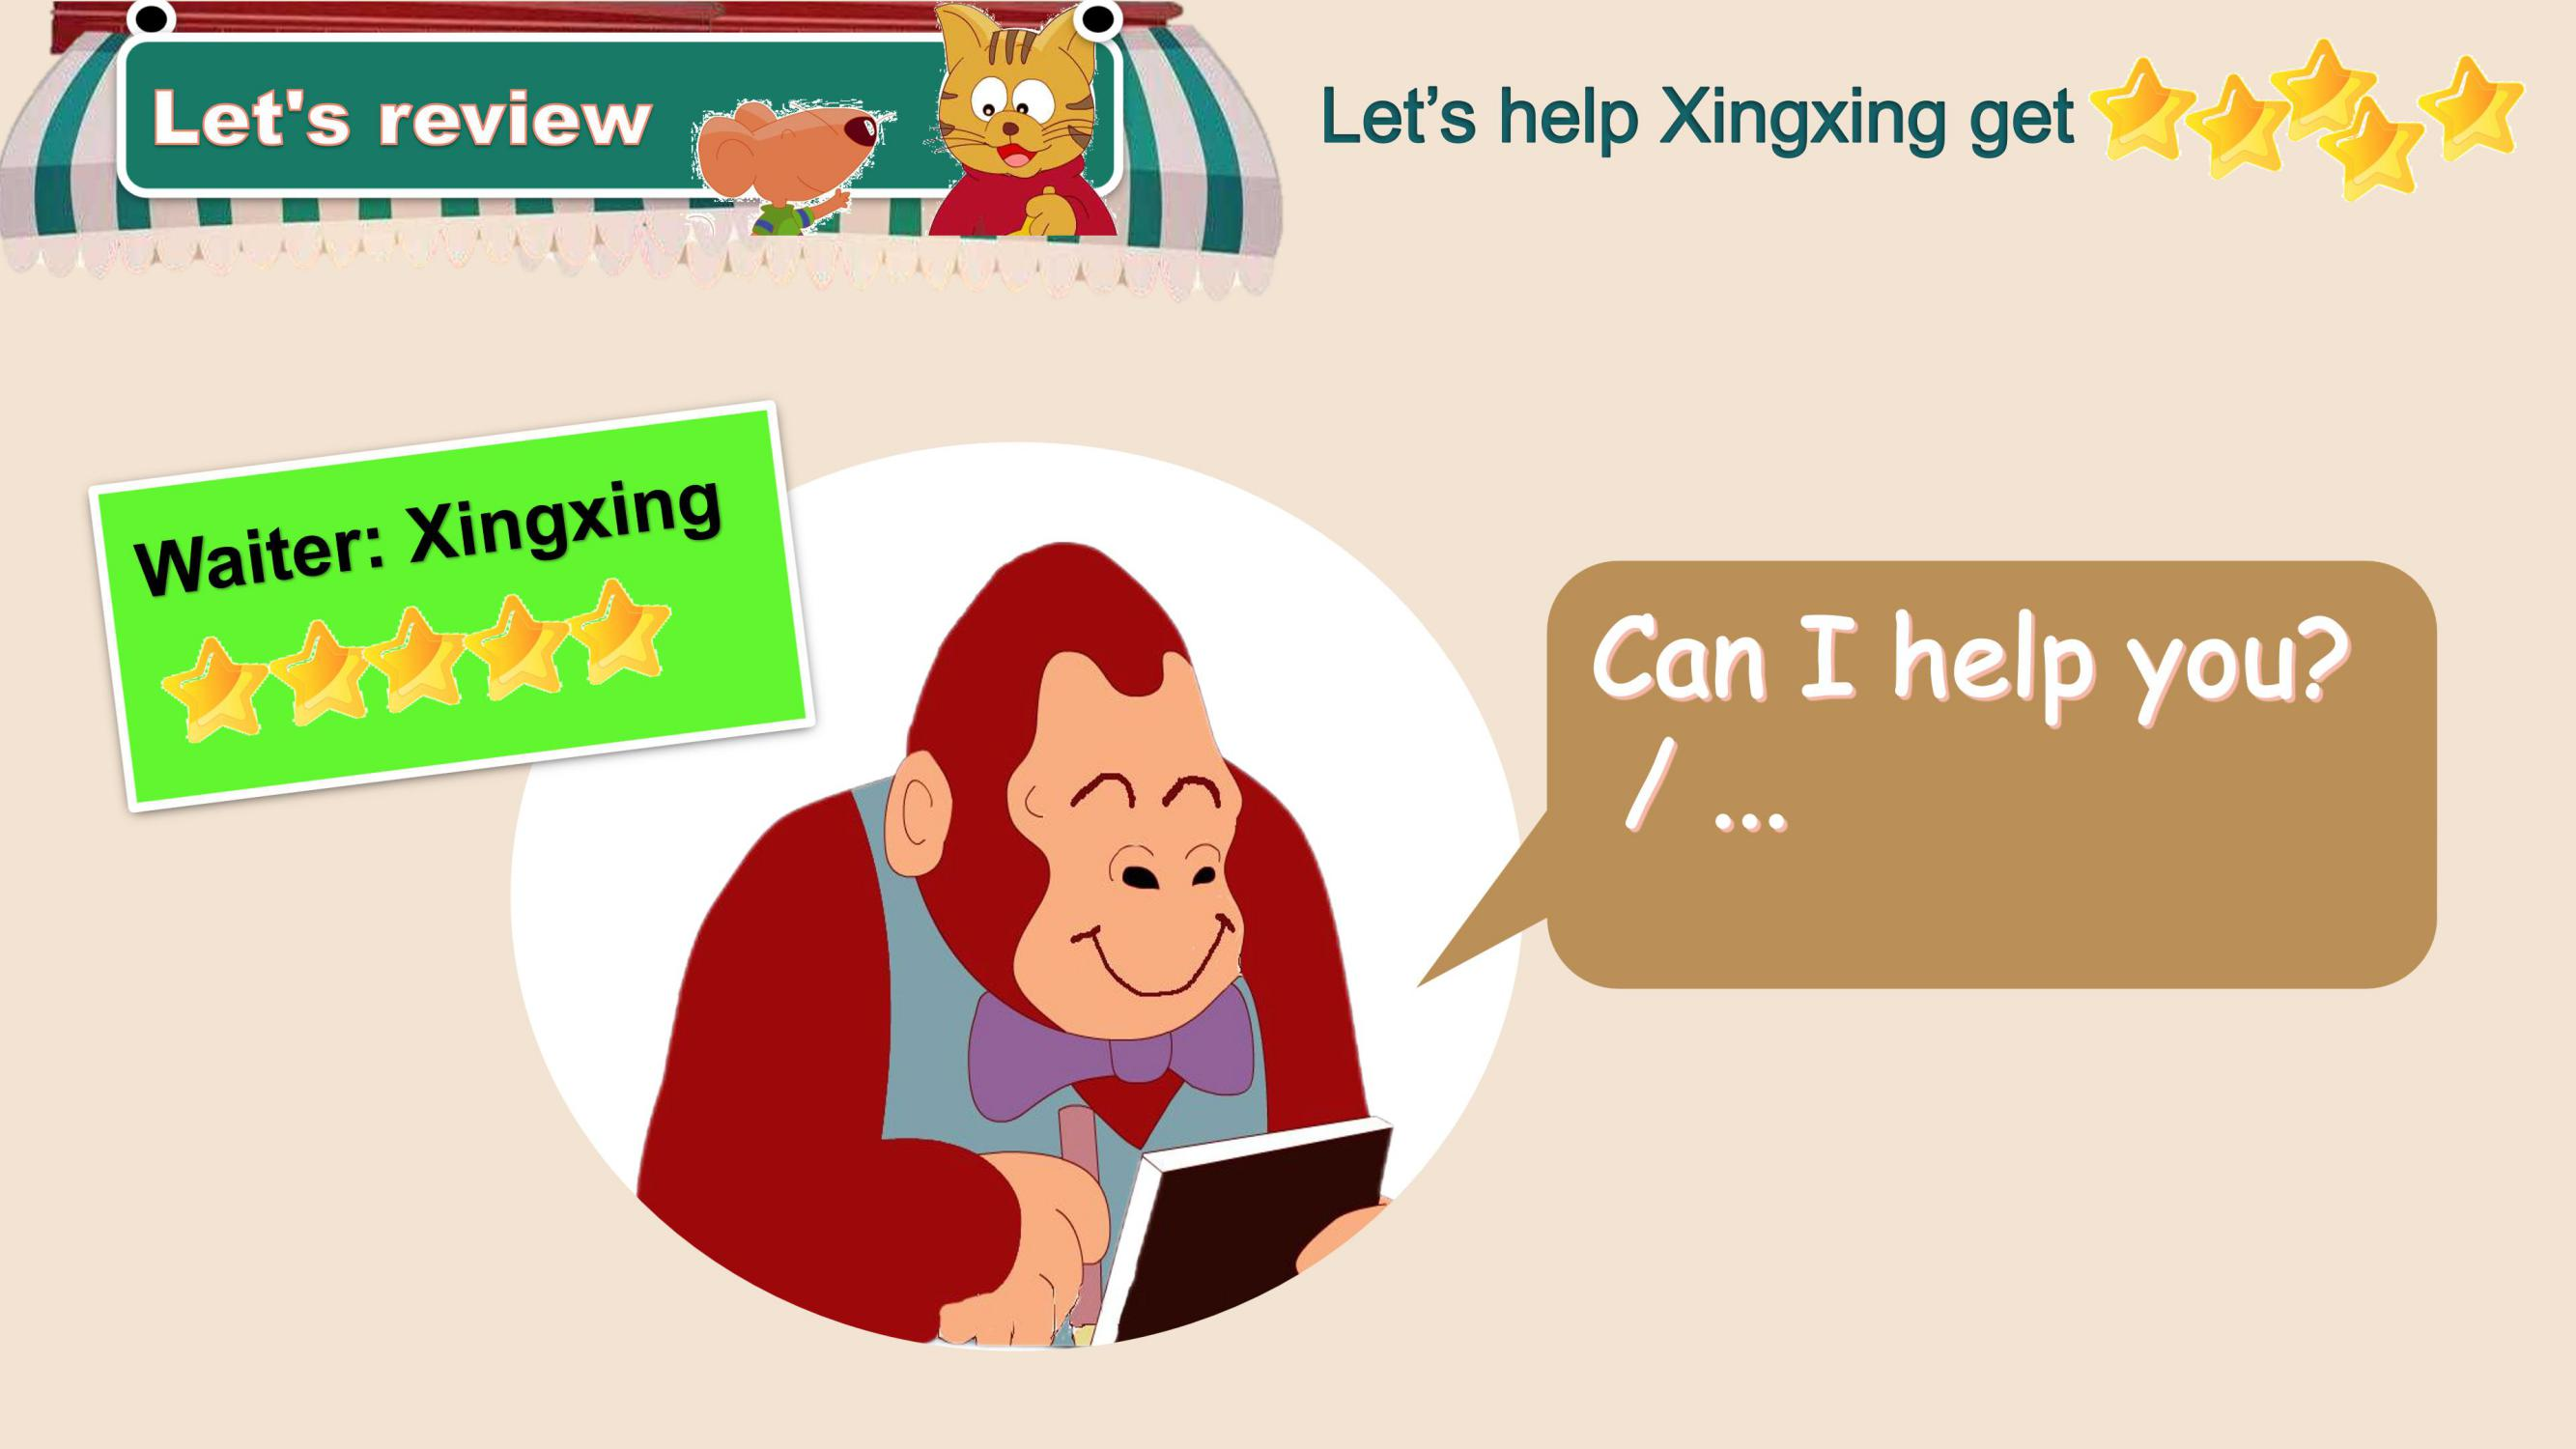 Let's review
Let’s help Xingxing get
Waiter: Xingxing
Can I help you?
/ ...